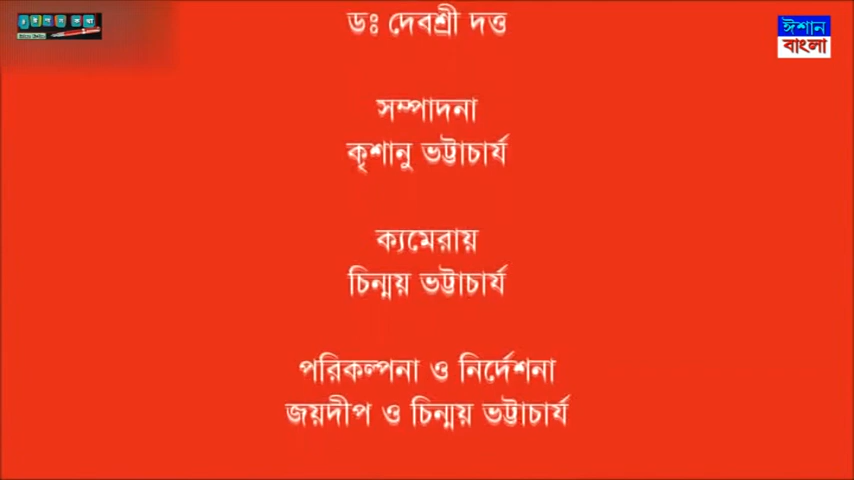 ডঃ দেবশ্রী দত্ত
ঈশান
বাংলা
সম্পাদনা
কৃশানু ভট্টাচার্য
ক্যমেরায়
চিন্ময় ভট্টাচার্য
পরিকল্পনা ও নির্দেশনা
জয়দীপ ও চিন্ময় ভট্টাচার্য